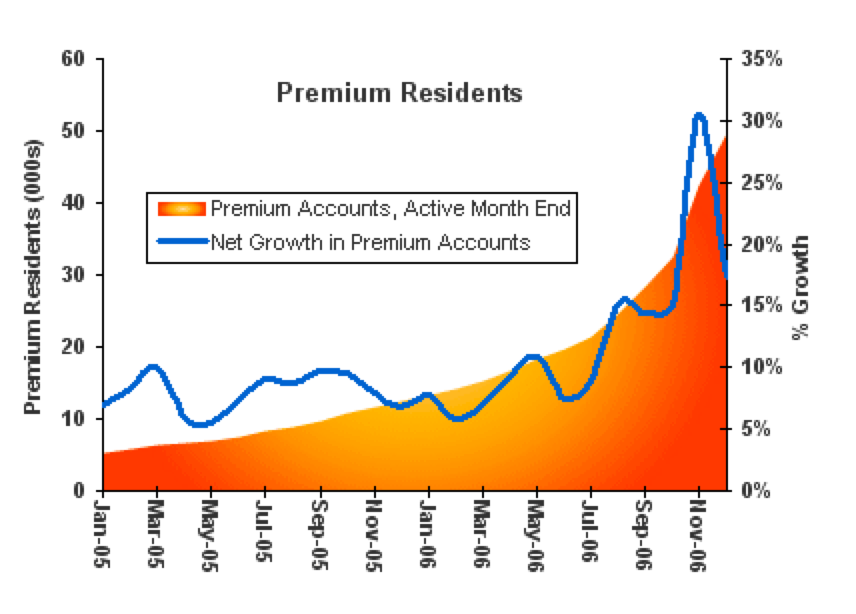 Premium Residents
60
50
40
30
20
10
0
Premium Residents (000s)
35%
30%
25%
20%
15%
10%
5%
0%
% Growth
Premium Accounts, Active Month End
Net Growth in Premium Accounts
Jan-05
Mar-05
May-05
Jul-05
Sep-05
Nov-05
Jan-06
Mar-06
May-06
Jul-06
Sep-06
Nov-06